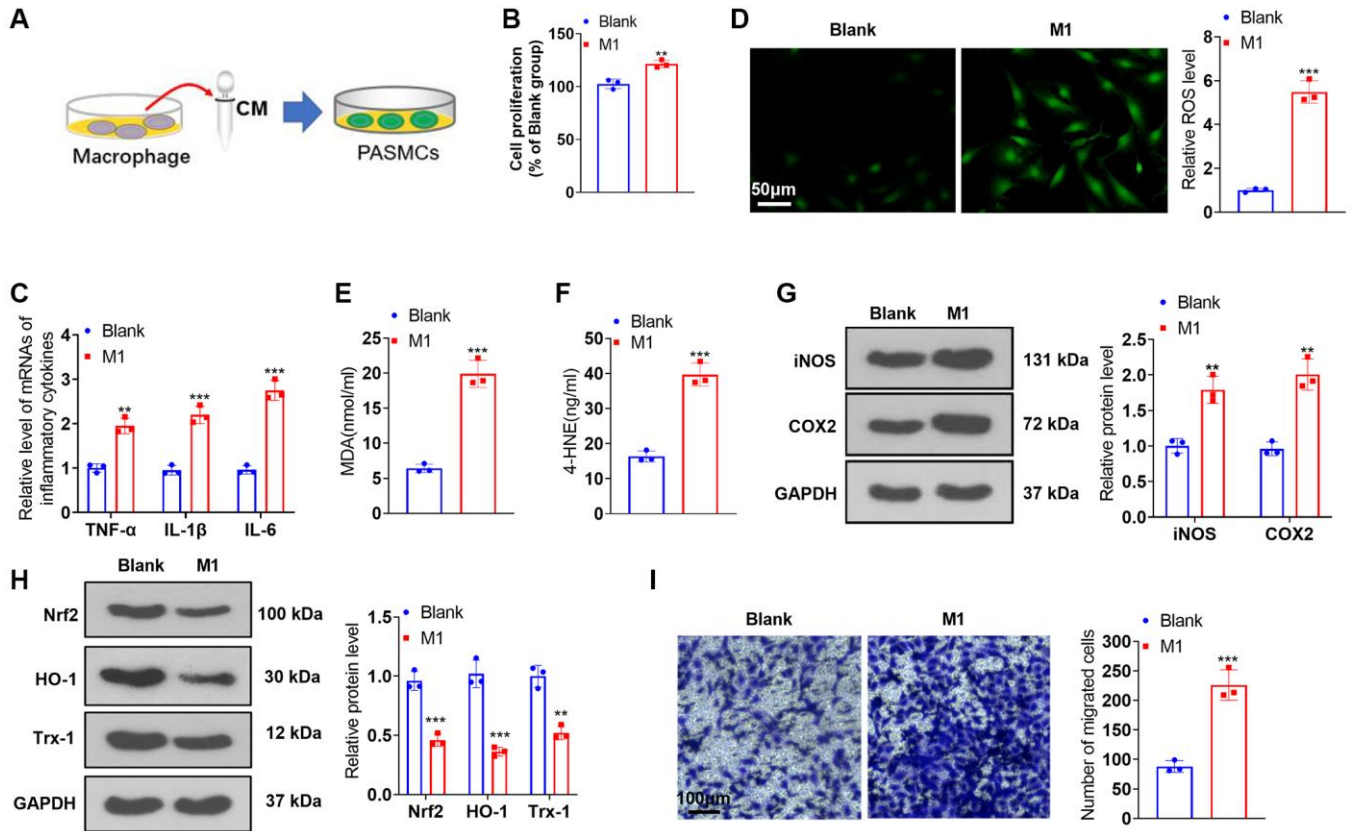 A
Macrophage
CM
PASMCs
B
Blank
M1
Cell proliferation
(% of Blank group)
150
100
50
0
**
D
Blank
M1
50μm
Relative ROS level
8
6
4
2
0
Blank
M1
***
C
Relative level of mRNAs of
inflammatory cytokines
Blank
M1
4
3
2
1
0
**
***
***
TNF-α
IL-1β
IL-6
E
Blank
M1
MDA(nmol/ml)
25
20
15
10
5
0
***
F
Blank
M1
4-HNE(ng/ml)
60
40
20
0
***
G
Blank
M1
iNOS
131 kDa
COX2
72 kDa
GAPDH
37 kDa
Blank
M1
Relative protein level
2.5
2.0
1.5
1.0
0.5
0.0
**
**
iNOS
COX2
H
Blank
M1
Nrf2
100 kDa
HO-1
30 kDa
Trx-1
12 kDa
GAPDH
37 kDa
Blank
M1
Relative protein level
1.5
1.0
0.5
0.0
***
***
**
Nrf2
HO-1
Trx-1
I
Blank
M1
100μm
Blank
M1
Number of migrated cells
300
250
200
150
100
50
0
***